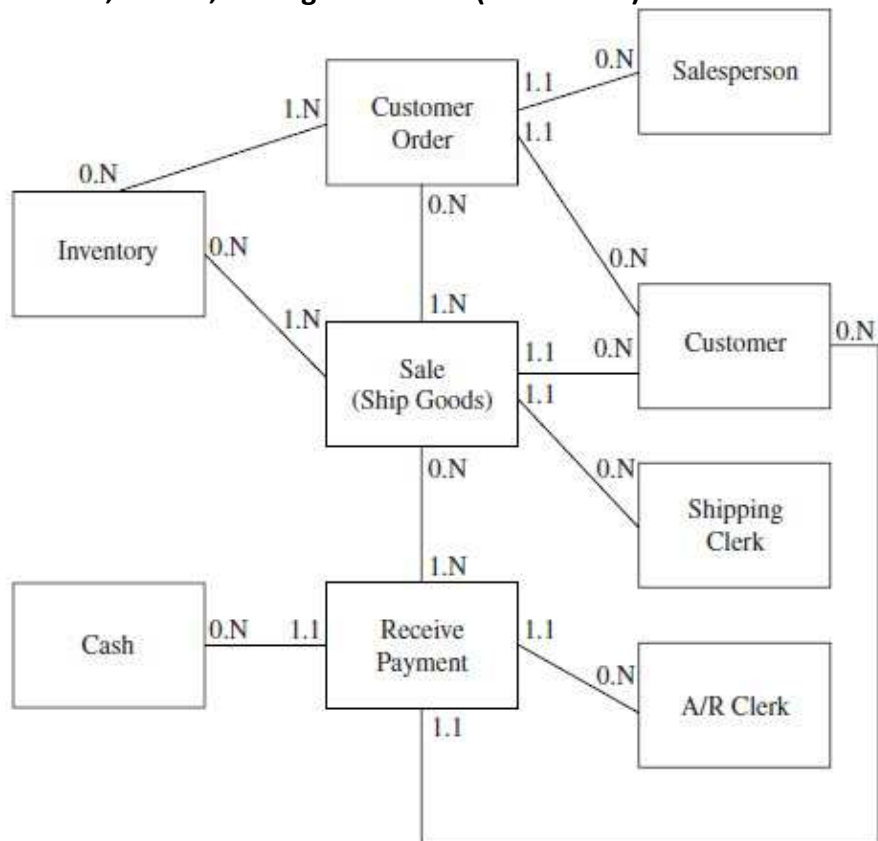 Salesperson
0.N
1.1
1.N
Customer
Order
1.1
0.N
0.N
Inventory
0.N
0.N
1.N
1.N
0.N
Customer
0.N
1.1
0.N
Sale
(Ship Goods)
1.1
0.N
0.N
Shipping
Clerk
1.N
Cash
0.N
1.1
Receive
Payment
1.1
0.N
A/R Clerk
1.1